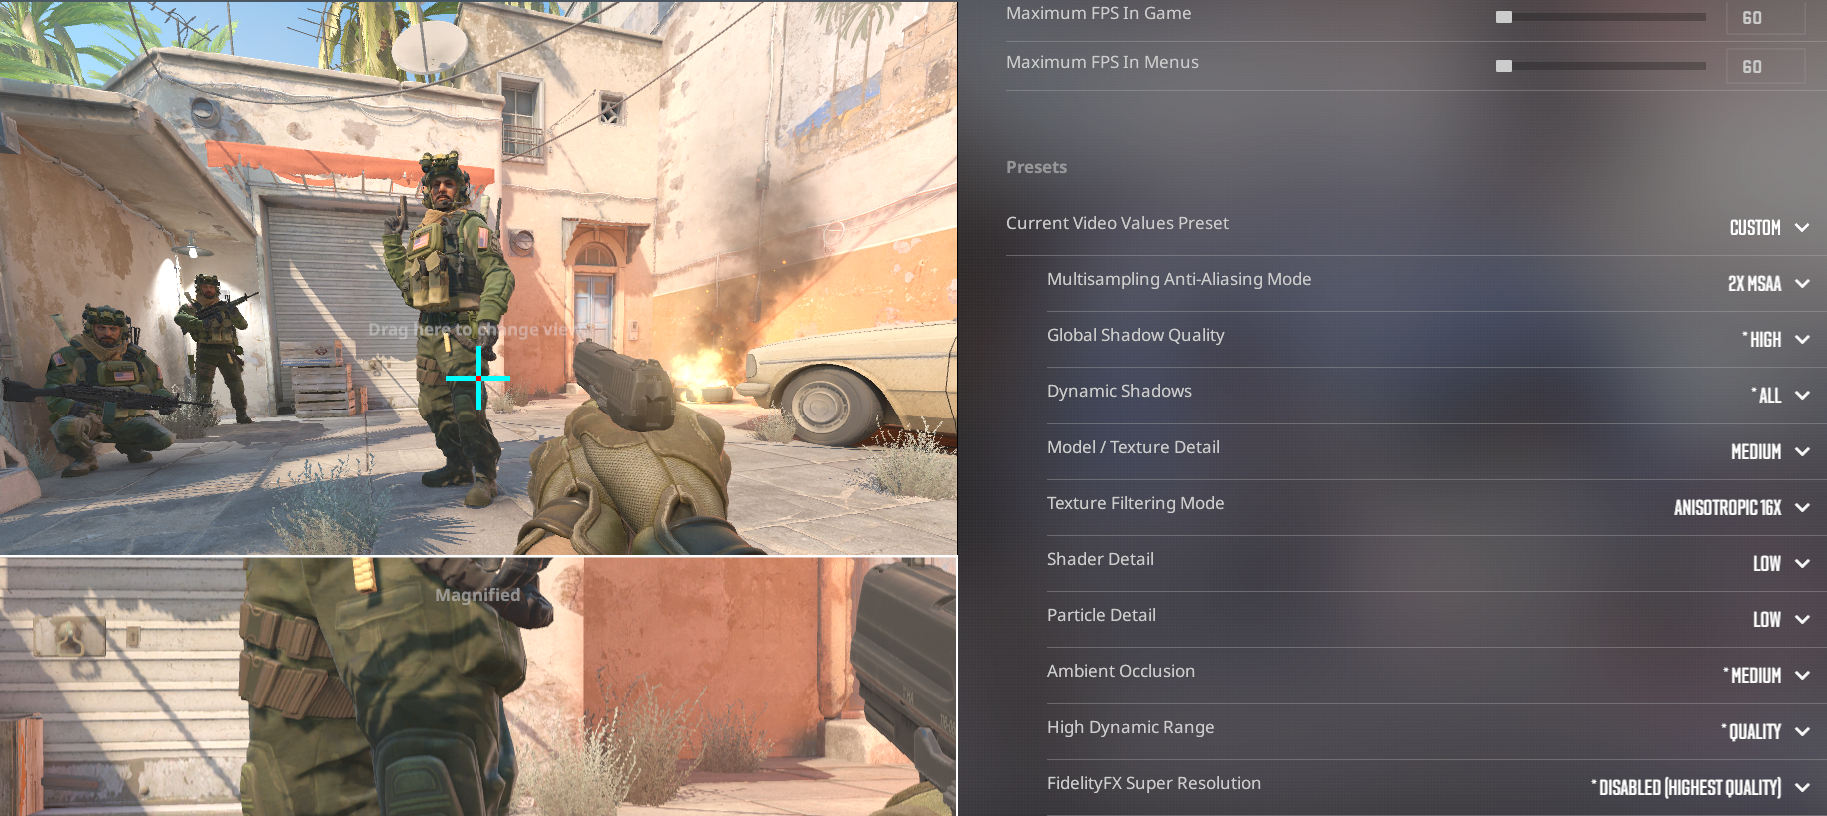 Maximum FPS In Game
60
Maximum FPS In Menus
60
Presets
Current Video Values Preset
CUSTOM
Multisampling Anti-Aliasing Mode
2X MSAA
Global Shadow Quality
* HIGH
Dynamic Shadows
* ALL
Model / Texture Detail
MEDIUM
Texture Filtering Mode
ANISOTROPIC 16X
Shader Detail
LOW
Particle Detail
LOW
Ambient Occlusion
* MEDIUM
High Dynamic Range
* QUALITY
FidelityFX Super Resolution
* DISABLED (HIGHEST QUALITY)
Drag here to change view
Magnified